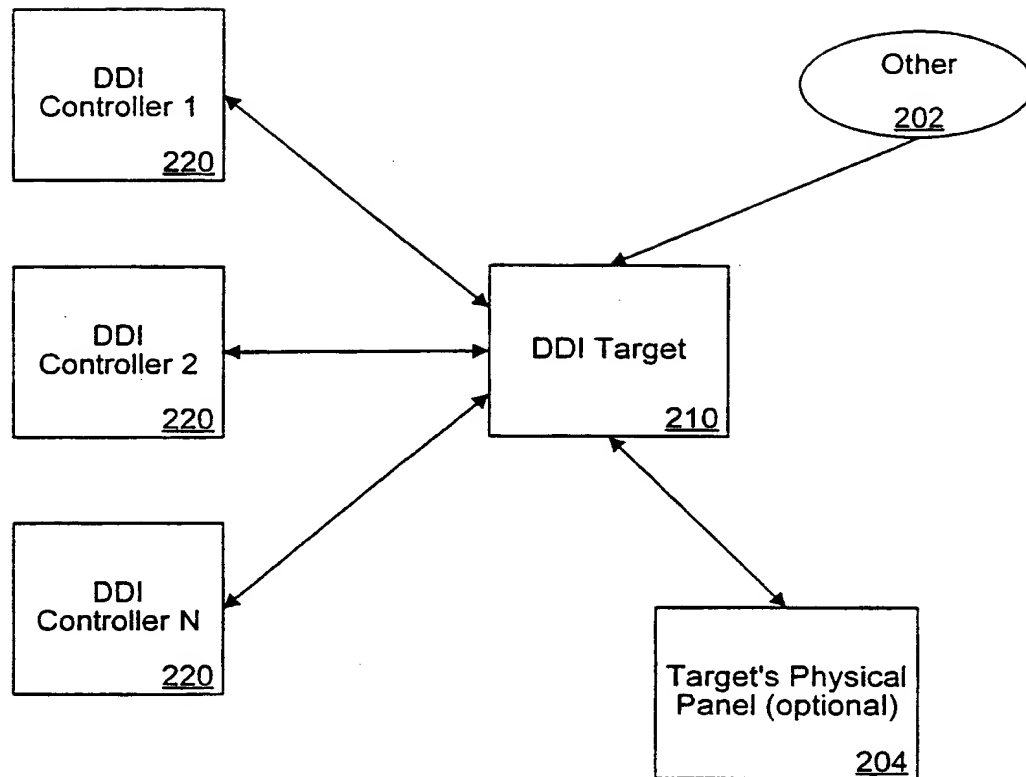 DDI
Controller 1
220
Other
202
DDI
Controller 2
220
DDI Target
210
DDI
Controller N
220
Target's Physical
Panel (optional)
204